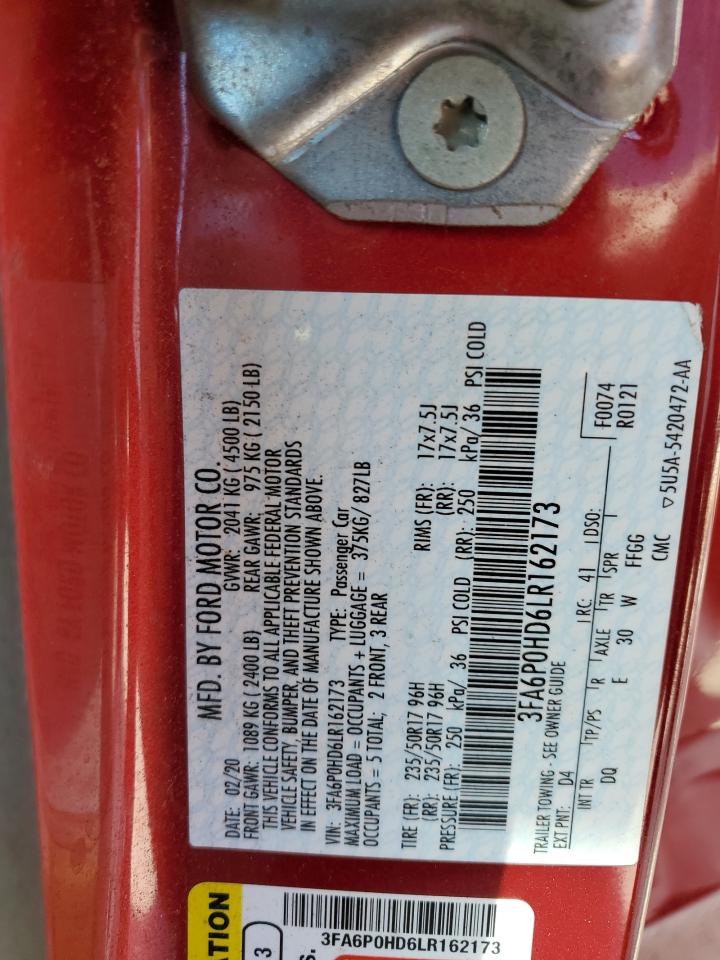 MFD. BY FORD MOTOR CO.
DATE: 02/20 GVWR: 2041 KG ( 4500 LB)
FRONT GAWR: 1089 KG ( 2400 LB) REAR GAWR: 975 KG ( 2150 LB)
THIS VEHICLE CONFORMS TO ALL APPLICABLE FEDERAL MOTOR
VEHICLE SAFETY, BUMPER, AND THEFT PREVENTION STANDARDS
IN EFFECT ON THE DATE OF MANUFACTURE SHOWN ABOVE.
VIN: 3FA6P0HD6LR162173 TYPE: Passenger Car
MAXIMUM LOAD = OCCUPANTS + LUGGAGE = 375KG/ 827LB
OCCUPANTS = 5 TOTAL; 2 FRONT, 3 REAR
TIRE (FR): 235/50R17 96H RIMS (FR): 17x7.5J
(RR): 235/50R17 96H (RR): 17x7.5J
PRESSURE (FR): 250 kPa/ 36 PSI COLD (RR): 250 kPa/ 36 PSI COLD
3FA6P0HD6LR162173
TRAILER TOWING - SEE OWNER GUIDE
EXT PNT: D4 RC: 41 DSO: F0074
R0121
INT TR TP/PS R AXLE TR SPR
DQ E 30 W FFGG
CMC ▽5U5A-5420472-AA
3FA6P0HD6LR162173
3